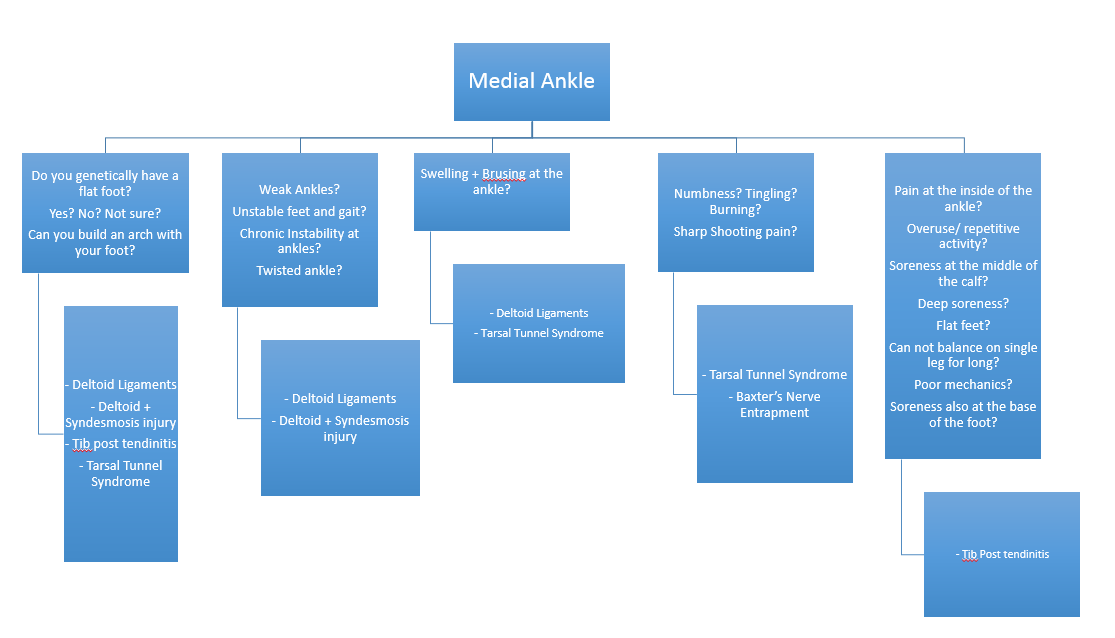 Medial Ankle
Do you genetically have a
flat foot?
Yes? No? Not sure?
Can you build an arch with
your foot?
- Deltoid Ligaments
- Deltoid +
Syndesmosis injury
- Tib post tendinitis
- Tarsal Tunnel
Syndrome
Weak Ankles?
Unstable feet and gait?
Chronic Instability at
ankles?
Twisted ankle?
- Deltoid Ligaments
- Deltoid + Syndesmosis
injury
Swelling + Brusing at the
ankle?
- Deltoid Ligaments
- Tarsal Tunnel Syndrome
Numbness? Tingling?
Burning?
Sharp Shooting pain?
- Tarsal Tunnel Syndrome
- Baxter’s Nerve
Entrapment
Pain at the inside of the
ankle?
Overuse/ repetitive
activity?
Soreness at the middle of
the calf?
Deep soreness?
Flat feet?
Can not balance on single
leg for long?
Poor mechanics?
Soreness also at the base
of the foot?
- Tib Post tendinitis